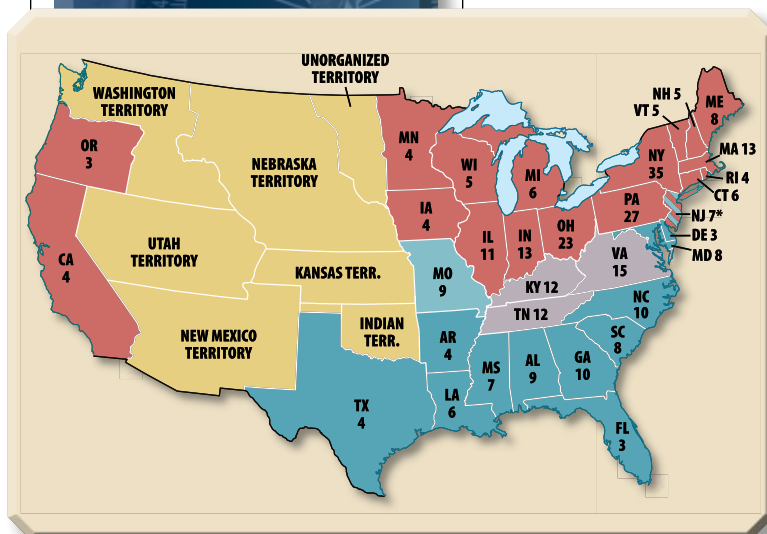 UNORGANIZED
TERRITORY
WASHINGTON
TERRITORY
OR
3
NEBRASKA
TERRITORY
UTAH
TERRITORY
CA
4
KANSAS TERR.
NEW MEXICO
TERRITORY
INDIAN
TERR.
TX
4
MN
4
IA
4
MO
9
AR
4
LA
6
WI
5
IL
11
MI
6
IN
13
OH
23
KY 12
TN 12
MS
7
AL
9
GA
10
FL
3
SC
8
NC
10
VA
15
PA
27
NY
35
VT 5
NH 5
ME
8
MA 13
RI 4
CT 6
NJ 7*
DE 3
MD 8